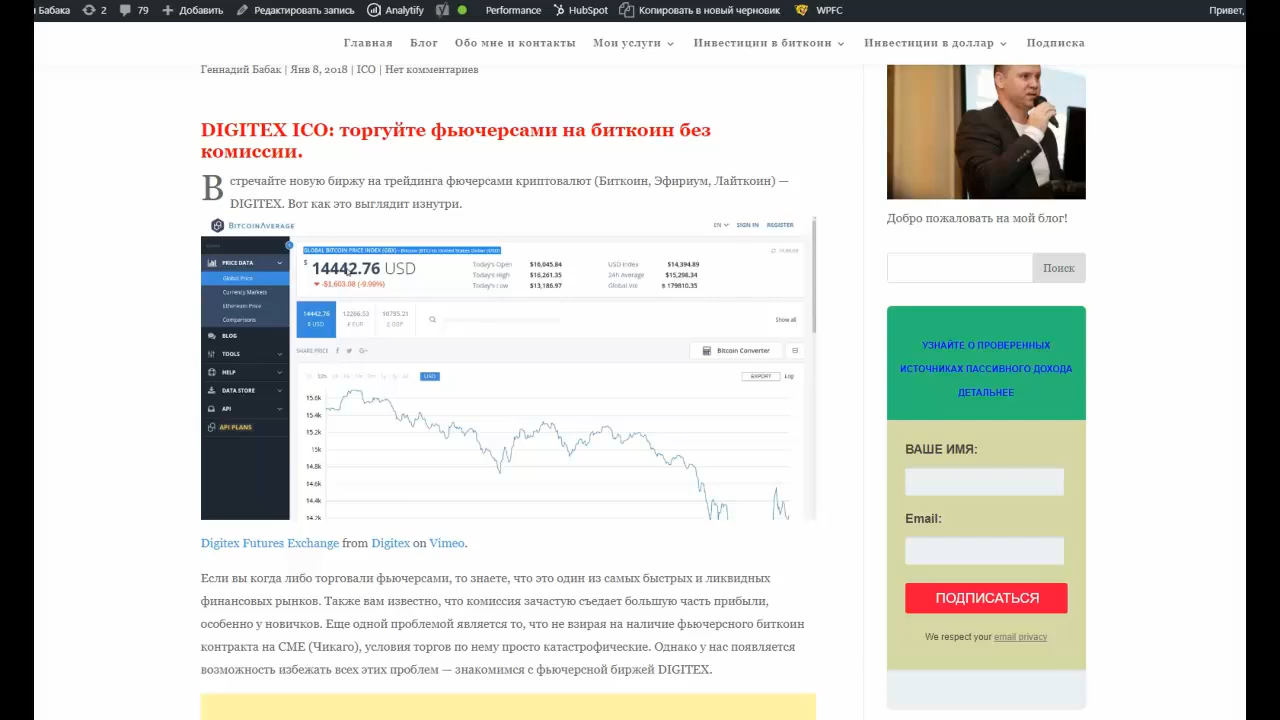 Бабака 2 79 Добавить Редактировать запись Analytify Performance HubSpot Копировать в новый черновик WPFC Привет,
Главная Блог Обо мне и контакты Мои услуги Инвестиции в биткоин Инвестиции в доллар Подписка
Геннадий Бабак | Янв 8, 2018 | ICO | Нет комментариев
DIGITEX ICO: торгуйте фьючерсами на биткоин без
комиссии.
Встречайте новую биржу на трейдинга фючерсами криптовалют (Биткоин, Эфириум, Лайткоин) —
DIGITEX. Вот как это выглядит изнутри.
BITCOINAVERAGE
EN SIGN IN REGISTER
PRICE DATA
Global Price
Currency Markets
Ethereum Price
Comparisons
BLOG
TOOLS
HELP
DATA STORE
API
API PLANS
GLOBAL BITCOIN PRICE INDEX (GBX) - Bitcoin (BTC) to United States Dollar (USD)
$ 14442.76 USD
-$1,603.08 (-9.99%)
Today's Open $16,045.84
Today's High $16,261.35
Today's Low $13,186.97
USD Index $14,394.89
24h Average $15,298.34
Global Vol $ 179810.35
14442.76 12266.53 10785.21
$ USD £ EUR £ GBP
Show all
SHARE PRICE
Bitcoin Converter
USD
EXPORT Log
15.6k
15.4k
15.2k
15k
14.8k
14.6k
14.4k
14.2k
Digitex Futures Exchange from Digitex on Vimeo.
Если вы когда либо торговали фьючерсами, то знаете, что это один из самых быстрых и ликвидных
финансовых рынков. Также вам известно, что комиссия зачастую съедает большую часть прибыли,
особенно у новичков. Еще одной проблемой является то, что не взирая на наличие фьючерсного биткоин
контракта на CME (Чикаго), условия торгов по нему просто катастрофические. Однако у нас появляется
возможность избежать всех этих проблем — знакомимся с фьючерсной биржей DIGITEX.
Добро пожаловать на мой блог!
Поиск
УЗНАЙТЕ О ПРОВЕРЕННЫХ
ИСТОЧНИКАХ ПАССИВНОГО ДОХОДА
ДЕТАЛЬНЕЕ
ВАШЕ ИМЯ:
Email:
ПОДПИСАТЬСЯ
We respect your email privacy